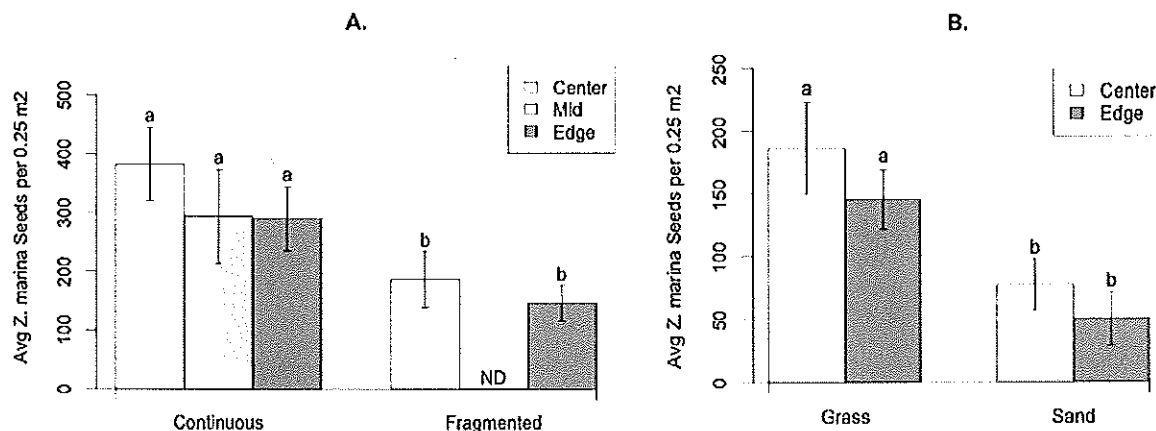 A.
Avg Z. marina Seeds per 0.25 m2
500
400
300
200
100
0
Center
Mid
Edge
a
a
a
b
ND
b
Continuous
Fragmented
B.
Avg Z. marina Seeds per 0.25 m2
250
200
150
100
50
0
Center
Edge
a
a
b
b
Grass
Sand